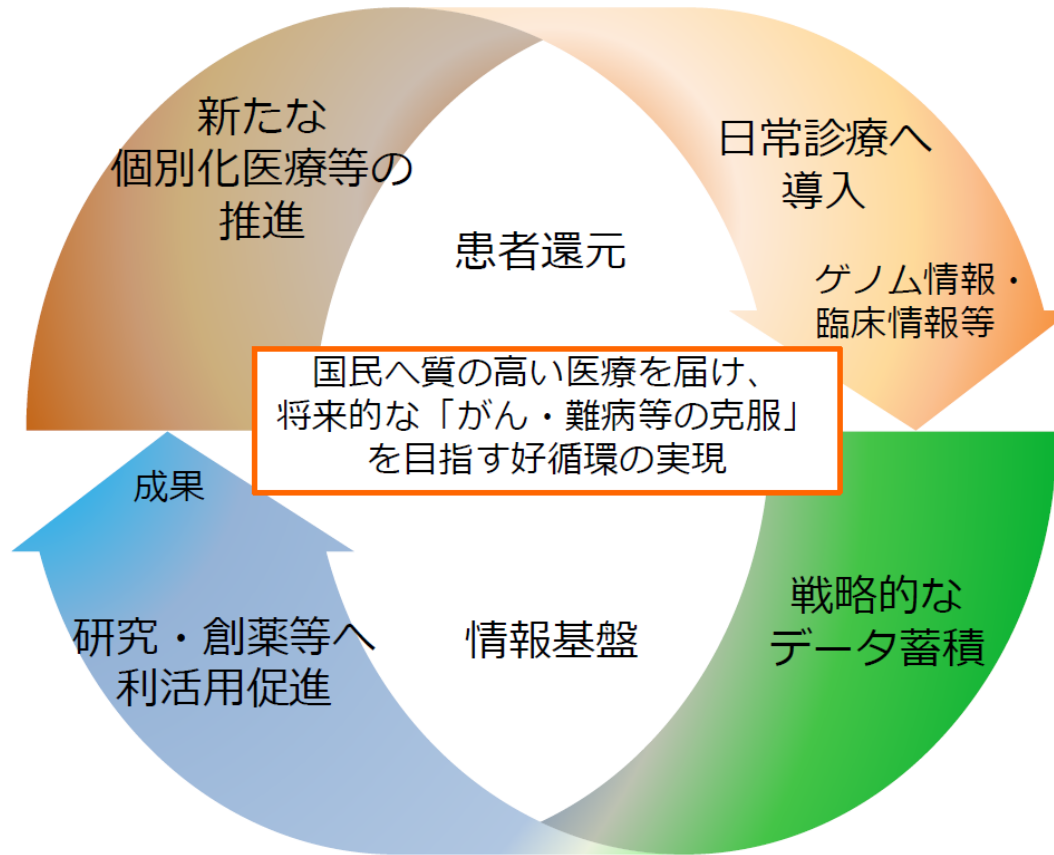 新たな
個別化医療等の
推進
日常診療へ
導入
患者還元
ゲノム情報・
臨床情報等
国民へ質の高い医療を届け、
将来的な「がん・難病等の克服」
を目指す好循環の実現
成果
戦略的な
データ蓄積
研究・創薬等へ
利活用促進
情報基盤